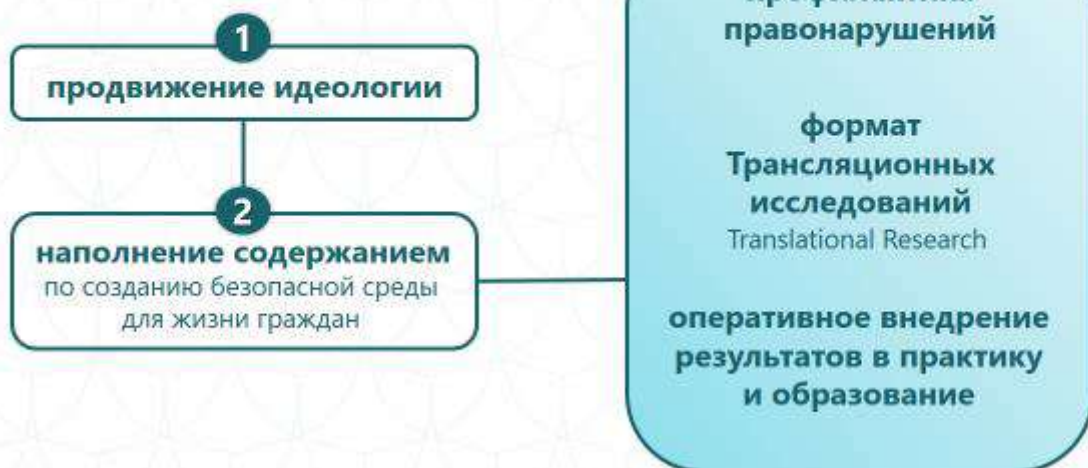 1
продвижение идеологии
2
наполнение содержанием
по созданию безопасной среды
для жизни граждан
правонарушений
формат
Трансляционных
исследований
Translational Research
оперативное внедрение
результатов в практику
и образование